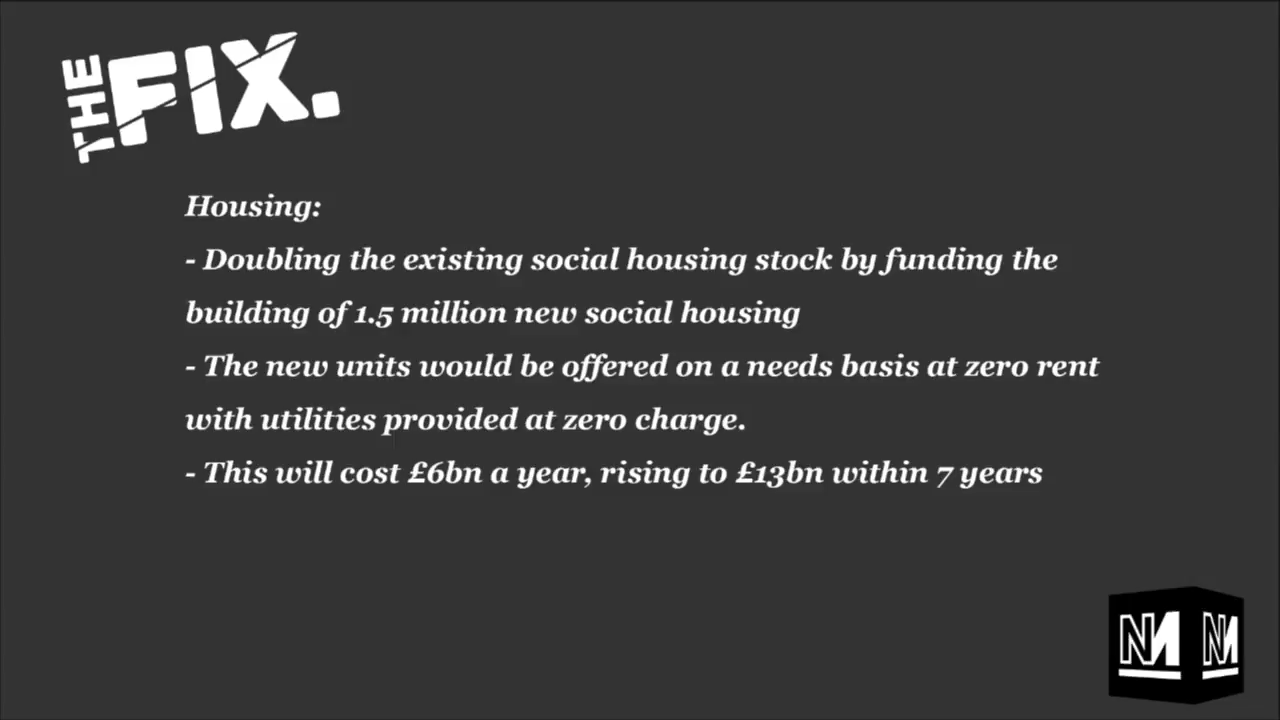 THE FIX.
Housing:
- Doubling the existing social housing stock by funding the
building of 1.5 million new social housing
- The new units would be offered on a needs basis at zero rent
with utilities provided at zero charge.
- This will cost £6bn a year, rising to £13bn within 7 years
NM NM